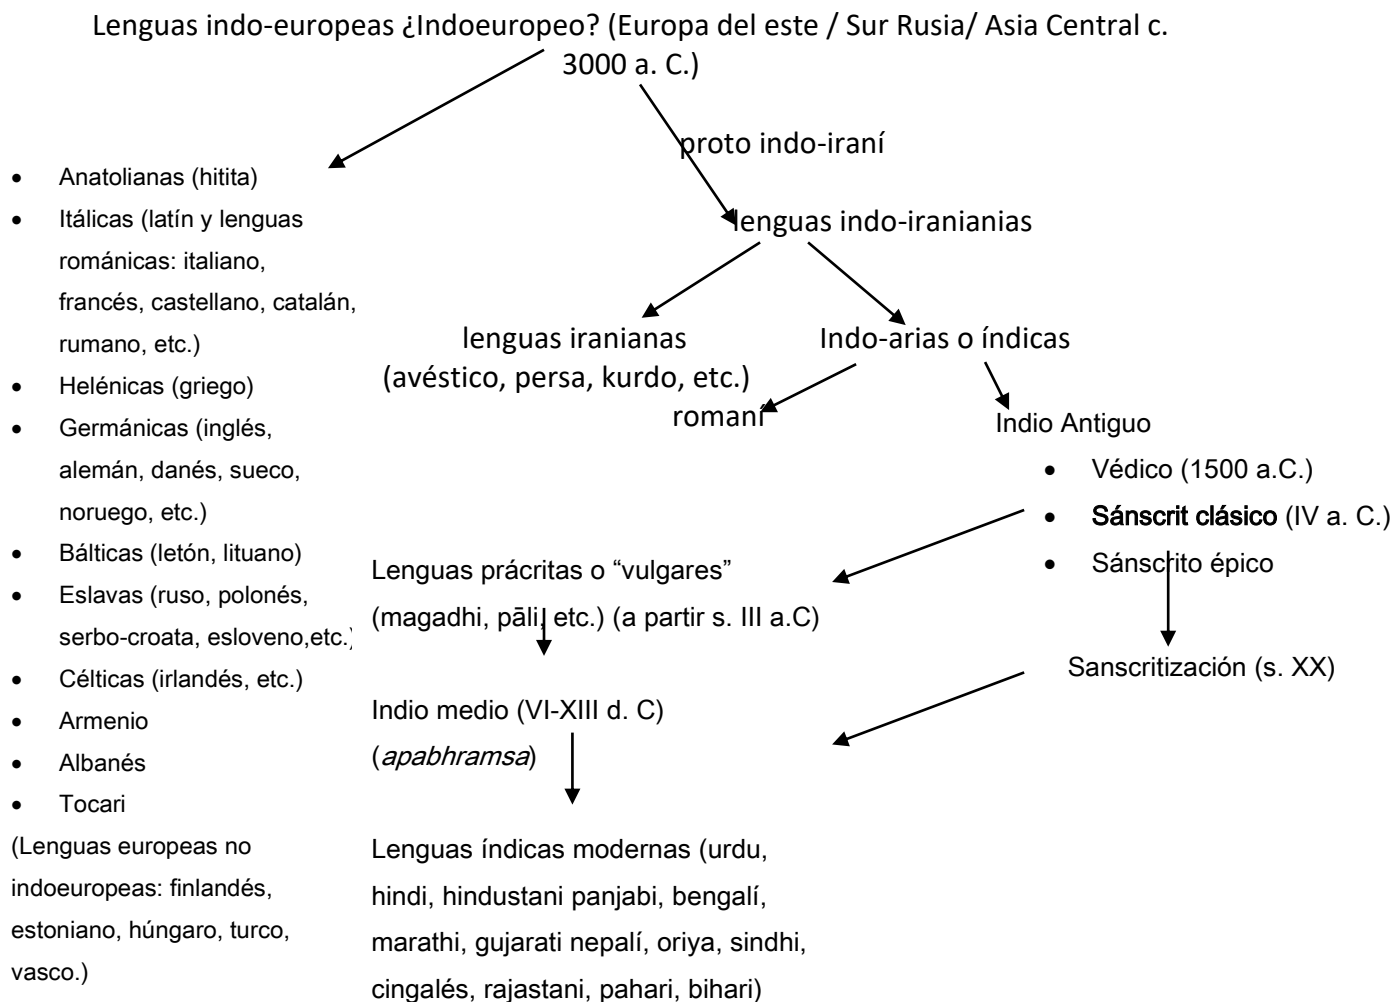 Lenguas indo-europeas ¿Indoeuropeo? (Europa del este / Sur Rusia/ Asia Central c.
3000 a. C.)
proto indo-iraní
lenguas indo-iranianias
lenguas iranianas
(avéstico, persa, kurdo, etc.)
Indo-arias o índicas
romaní
• Anatolianas (hitita)
• Itálicas (latín y lenguas
románicas: italiano,
francés, castellano, catalán,
rumano, etc.)
• Helénicas (griego)
• Germánicas (inglés,
alemán, danés, sueco,
noruego, etc.)
• Bálticas (letón, lituano)
• Eslavas (ruso, polonés,
serbo-croata, esloveno,etc.)
• Célticas (irlandés, etc.)
• Armenio
• Albanés
• Tocari
(Lenguas europeas no
indoeuropeas: finlandés,
estoniano, húngaro, turco,
vasco.)
Indio Antiguo
• Védico (1500 a.C.)
• Sánscrit clásico (IV a. C.)
• Sánscrito épico
Sanscritización (s. XX)
Lenguas prácritas o “vulgares”
(magadhi, pāli, etc.) (a partir s. III a.C)
Indio medio (VI-XIII d. C)
(apabhramsa)
Lenguas índicas modernas (urdu,
hindi, hindustani panjabi, bengalí,
marathi, gujarati nepalí, oriya, sindhi,
cingalés, rajastani, pahari, bihari)